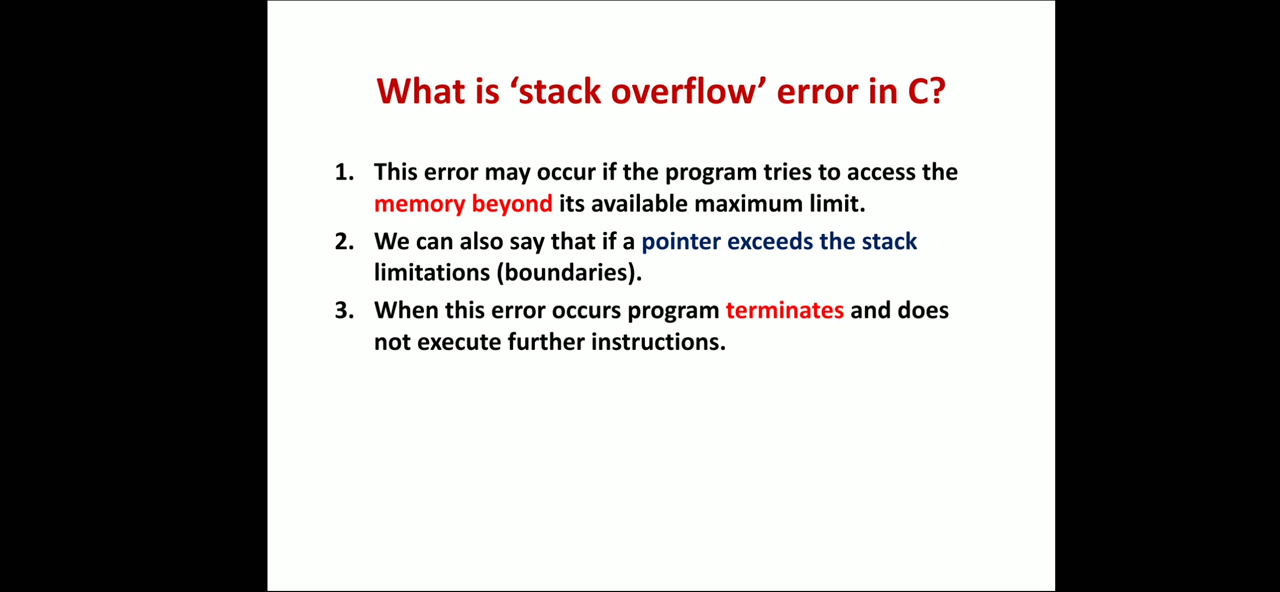 What is ‘stack overflow’ error in C?
1. This error may occur if the program tries to access the
memory beyond its available maximum limit.
2. We can also say that if a pointer exceeds the stack
limitations (boundaries).
3. When this error occurs program terminates and does
not execute further instructions.